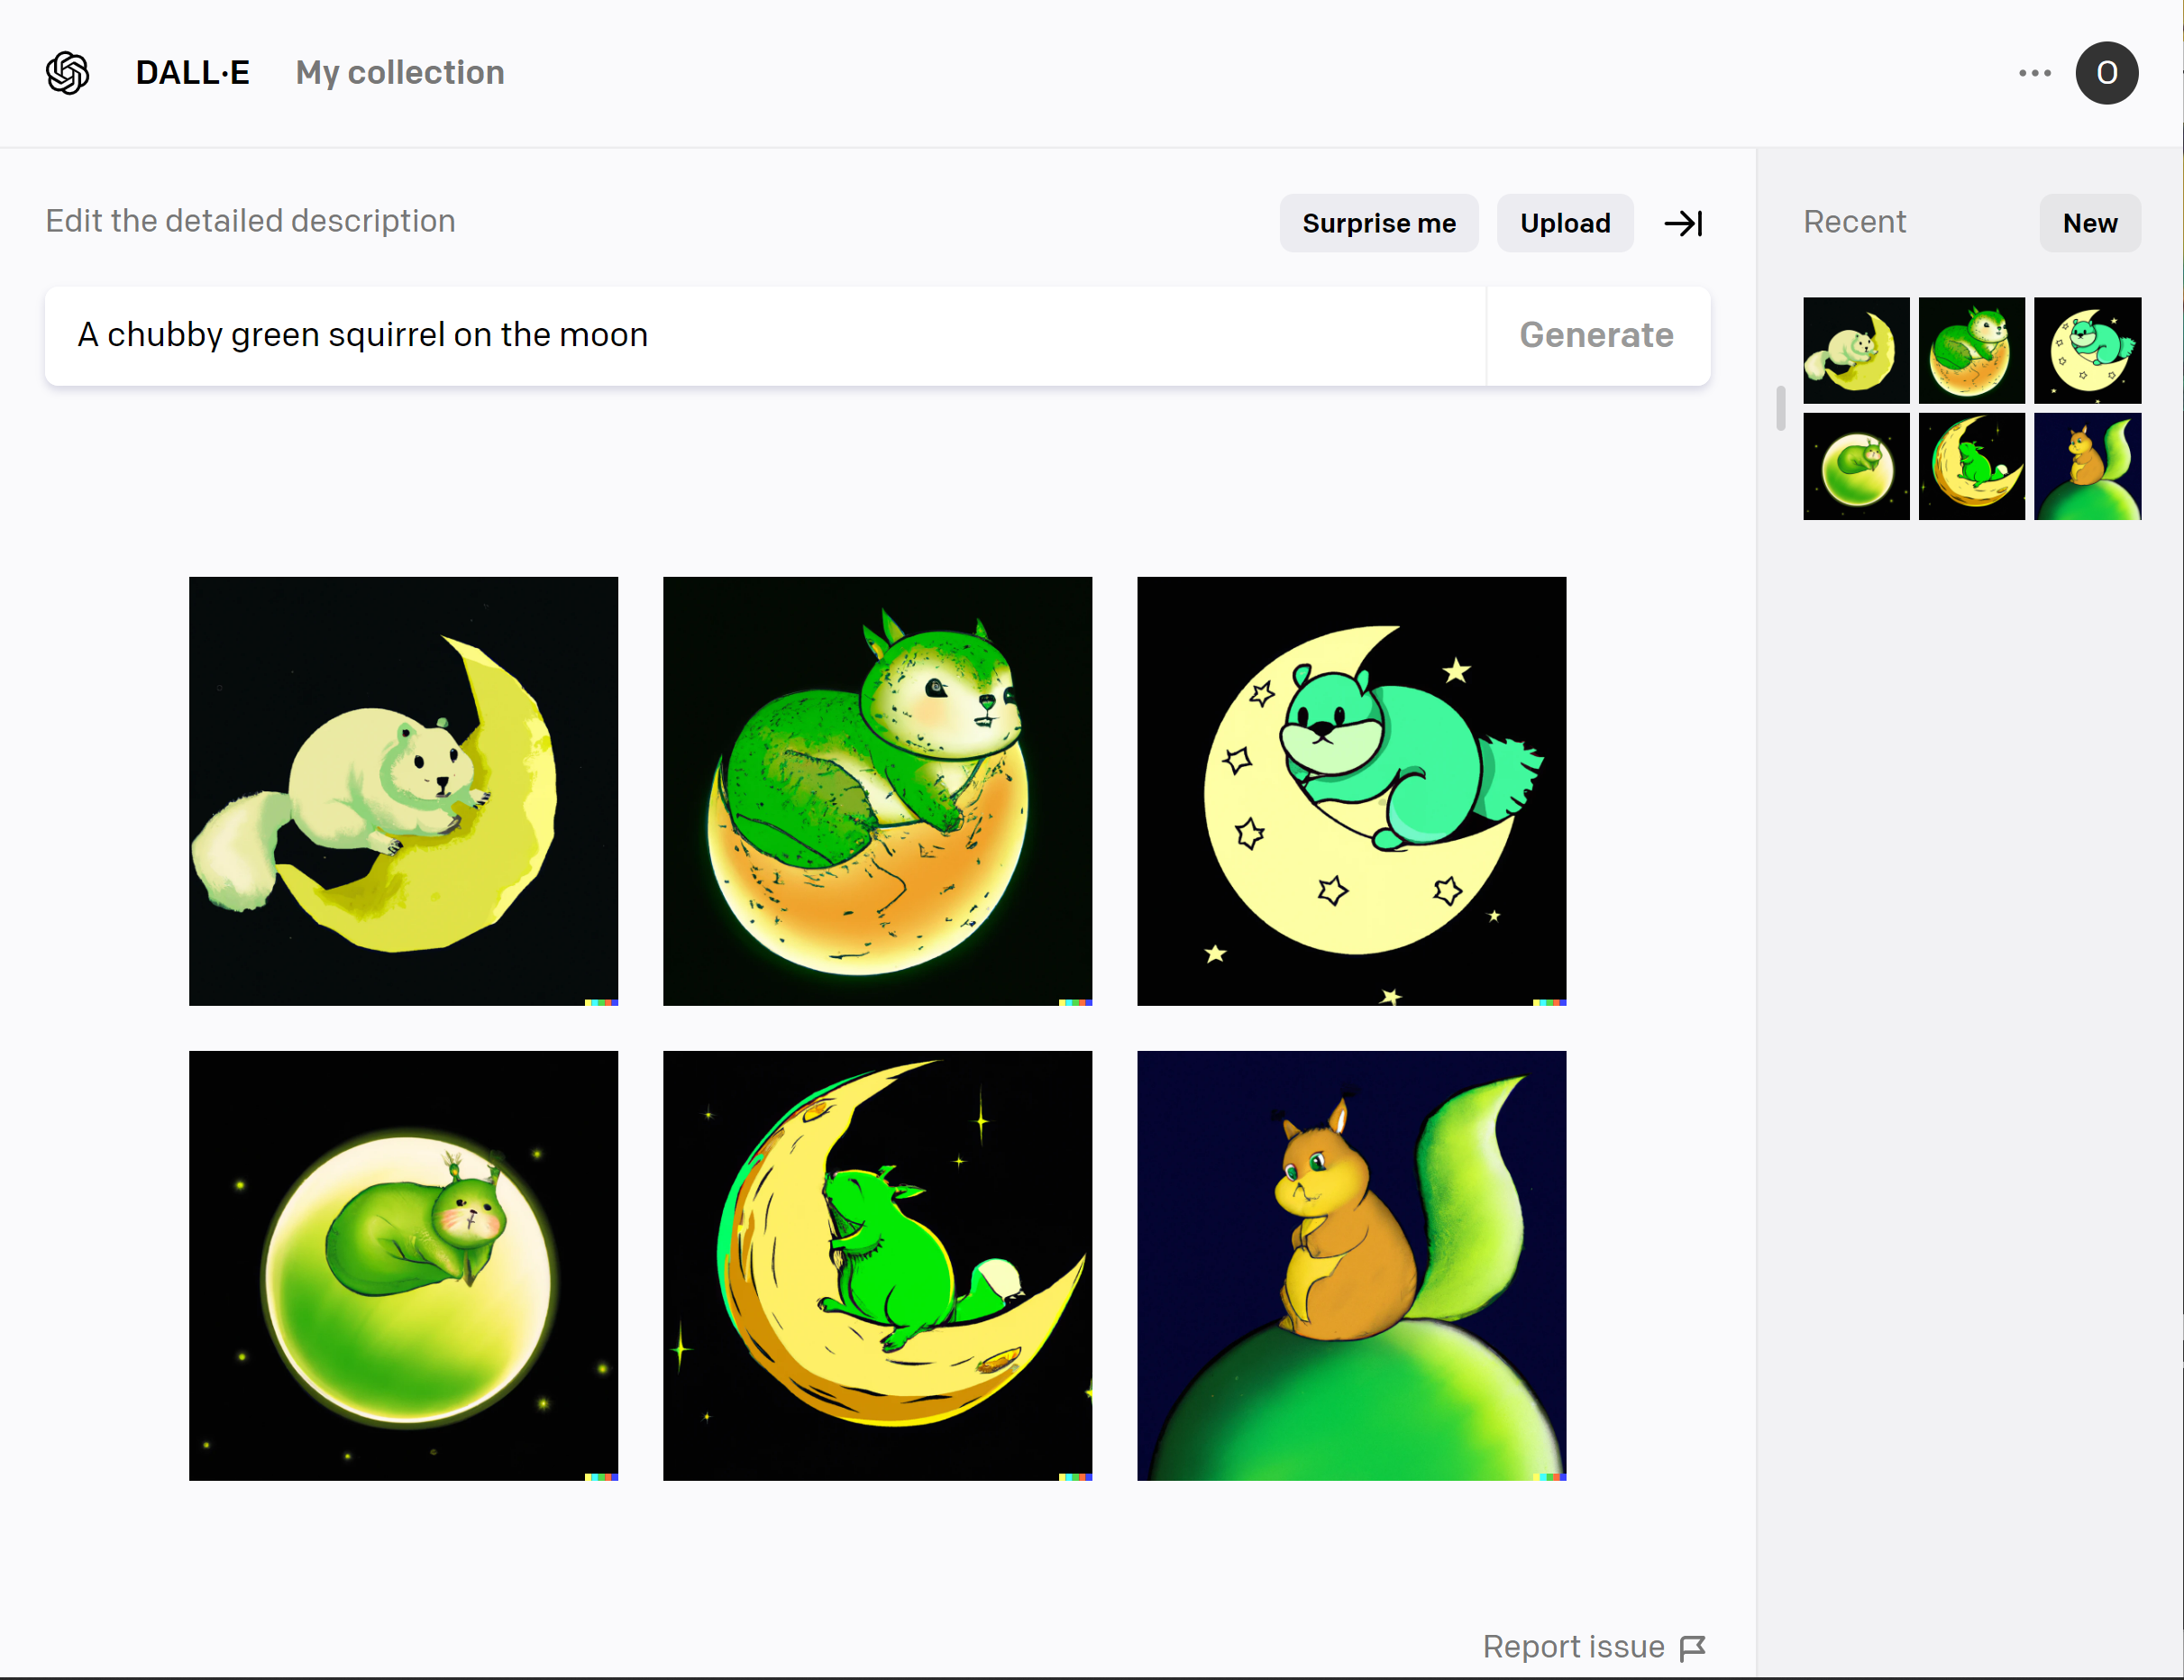 DALL·E My collection ··· O
Edit the detailed description Surprise me Upload Recent New
A chubby green squirrel on the moon Generate
Report issue